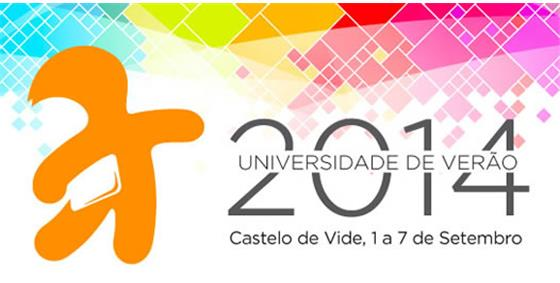 2014
UNIVERSIDADE DE VERÃO
Castelo de Vide, 1 a 7 de Setembro